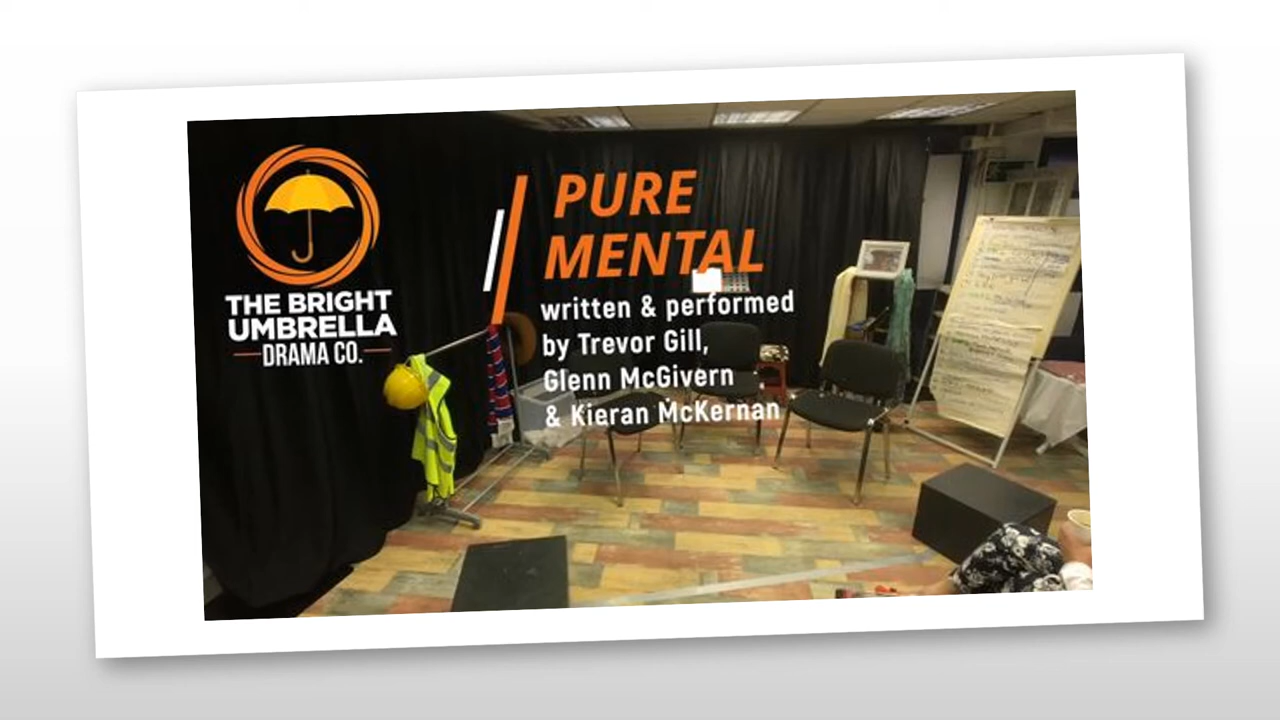 THE BRIGHT
UMBRELLA
DRAMA CO.
PURE
MENTAL
written & performed
by Trevor Gill,
Glenn McGivern
& Kieran McKernan